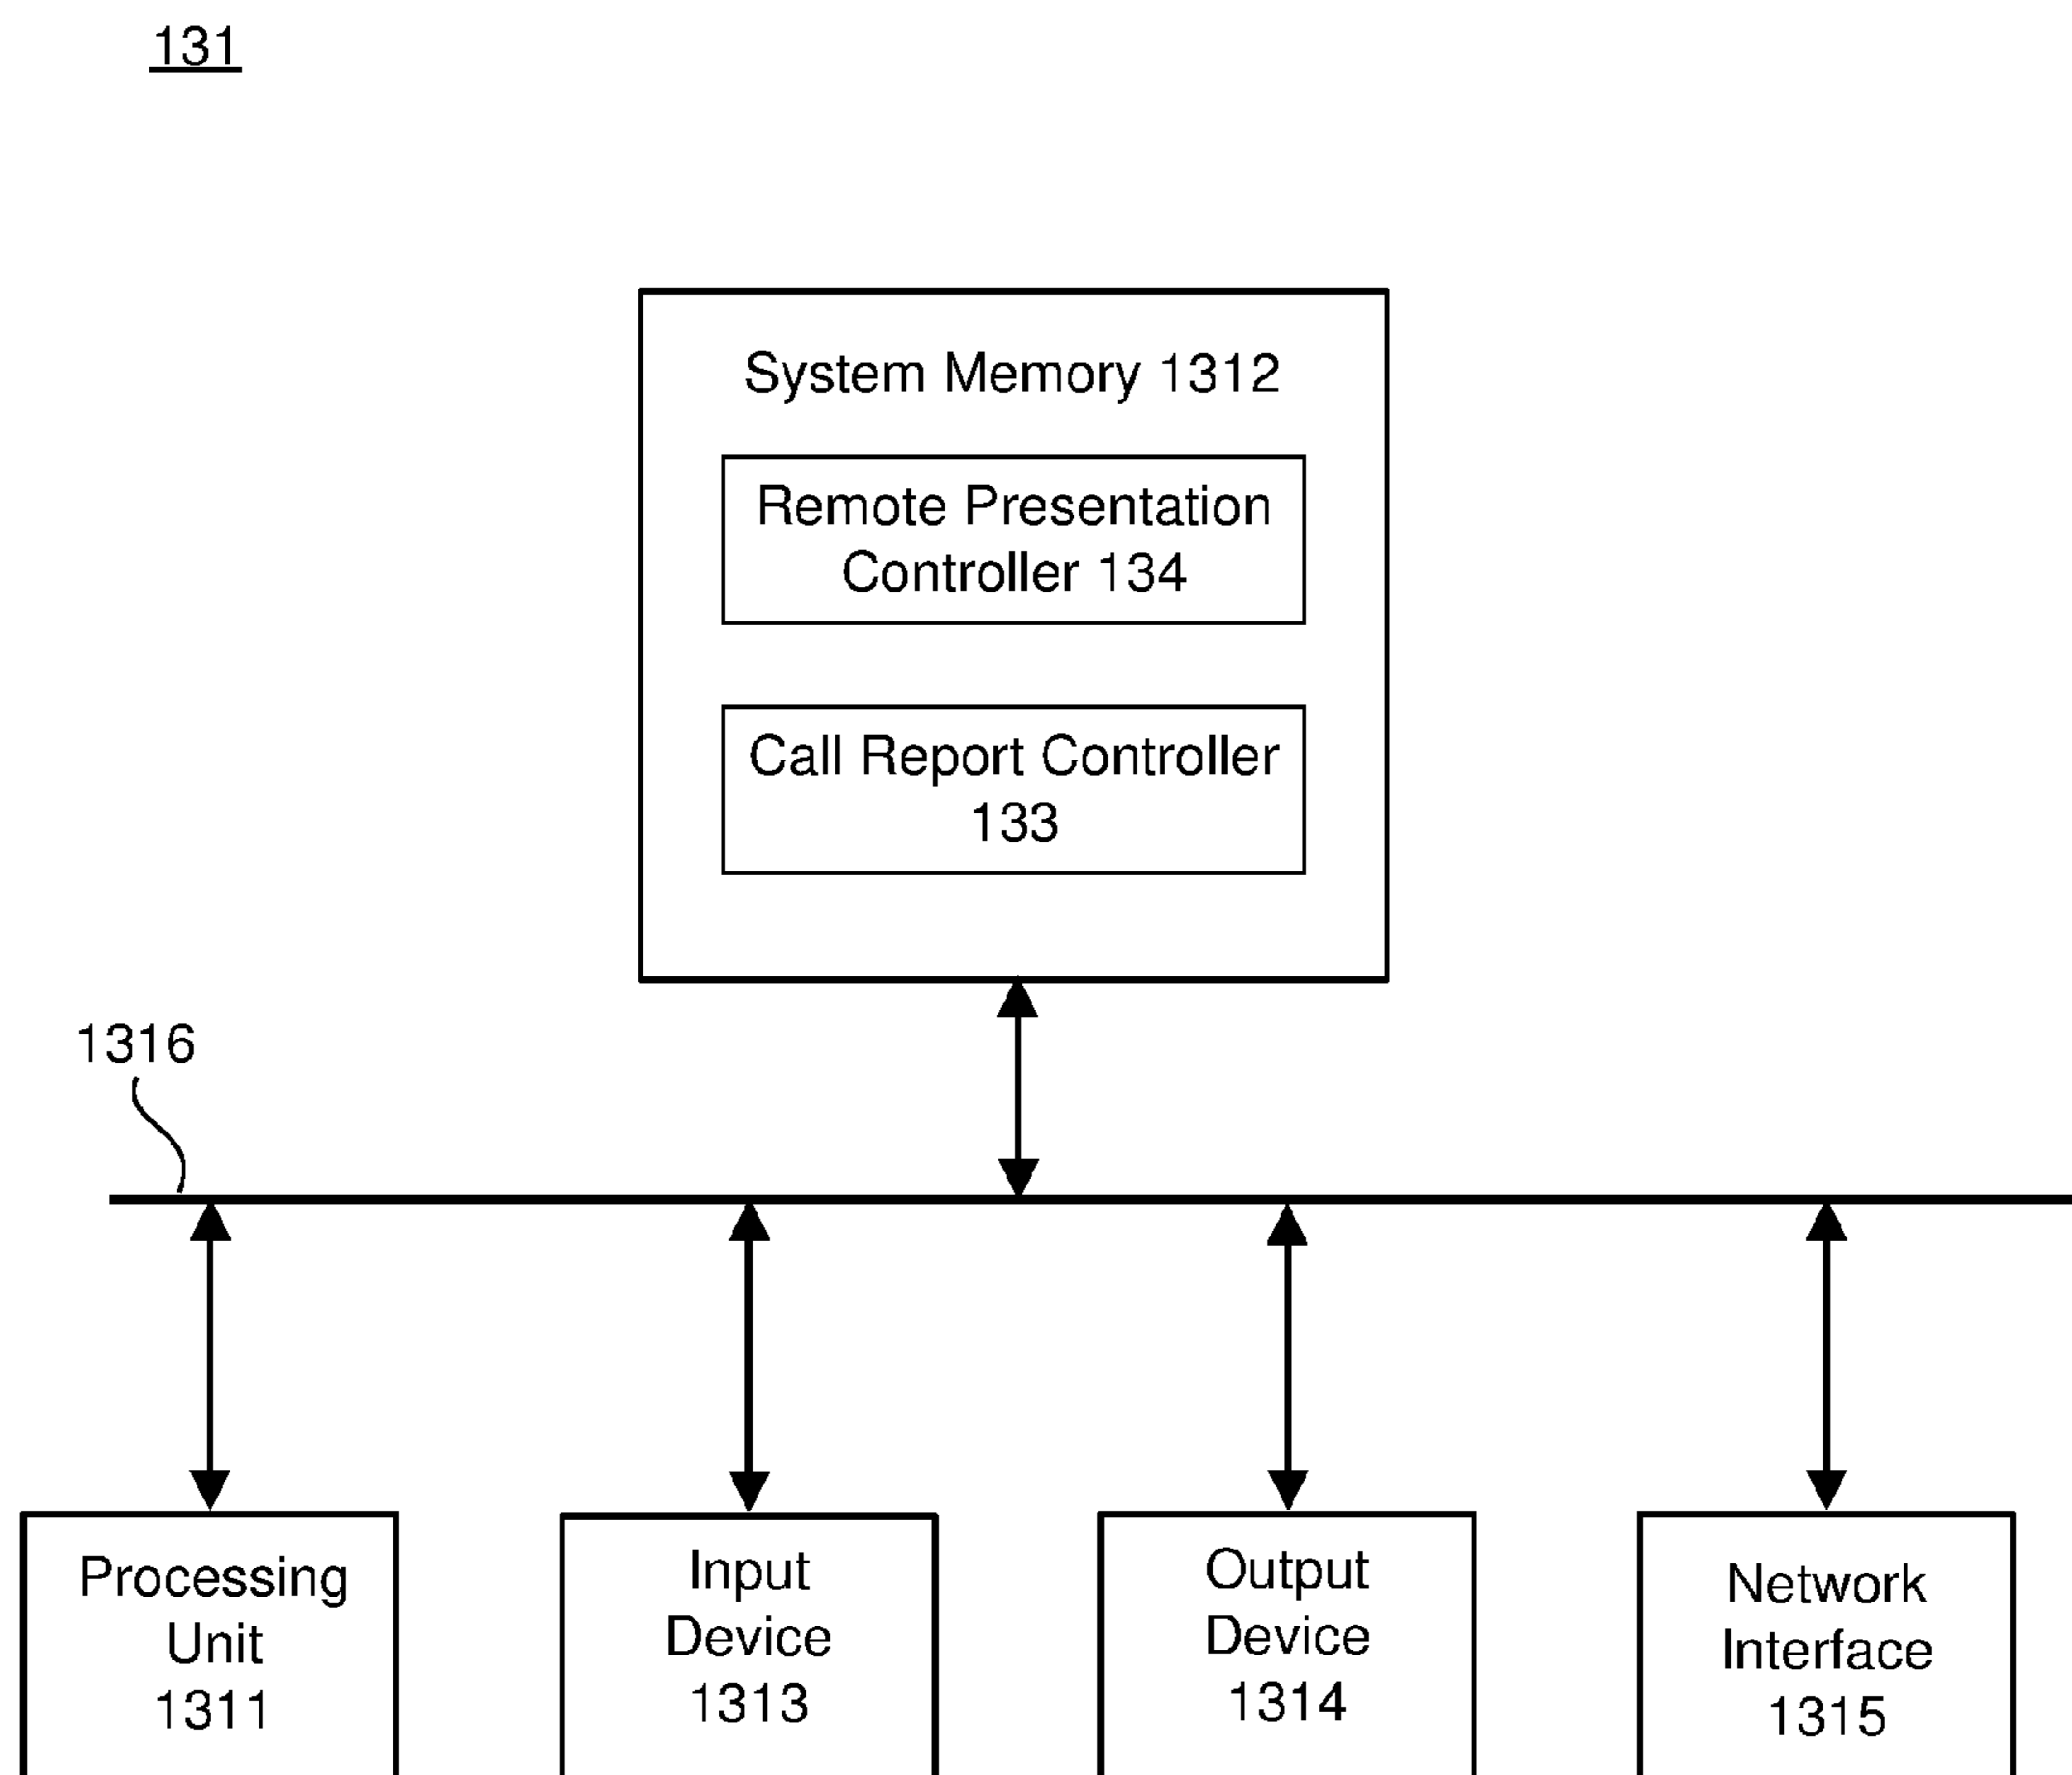 131
System Memory 1312
Remote Presentation
Controller 134
Call Report Controller
133
1316
Processing
Unit
1311
Input
Device
1313
Output
Device
1314
Network
Interface
1315